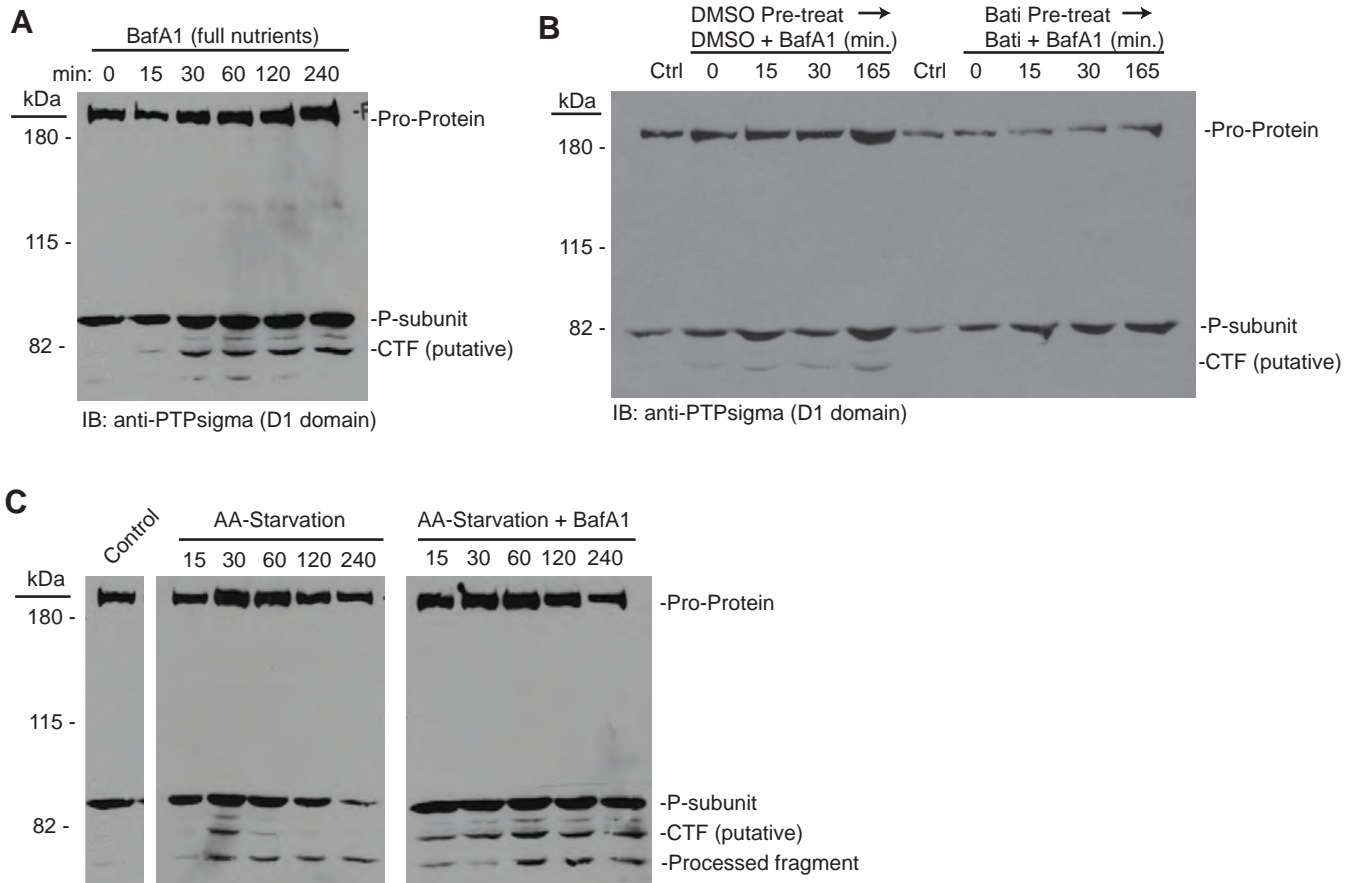 A
BafA1 (full nutrients)
min: 0 15 30 60 120 240
kDa
180 -
115 -
82 -
-Pro-Protein
-P-subunit
-CTF (putative)
IB: anti-PTPsigma (D1 domain)
B
DMSO Pre-treat →
DMSO + BafA1 (min.)
Bati Pre-treat →
Bati + BafA1 (min.)
Ctrl 0 15 30 165 Ctrl 0 15 30 165
kDa
180 -
115 -
82 -
-Pro-Protein
-P-subunit
-CTF (putative)
IB: anti-PTPsigma (D1 domain)
C
Control
AA-Starvation
15 30 60 120 240
AA-Starvation + BafA1
15 30 60 120 240
kDa
180 -
115 -
82 -
-Pro-Protein
-P-subunit
-CTF (putative)
-Processed fragment